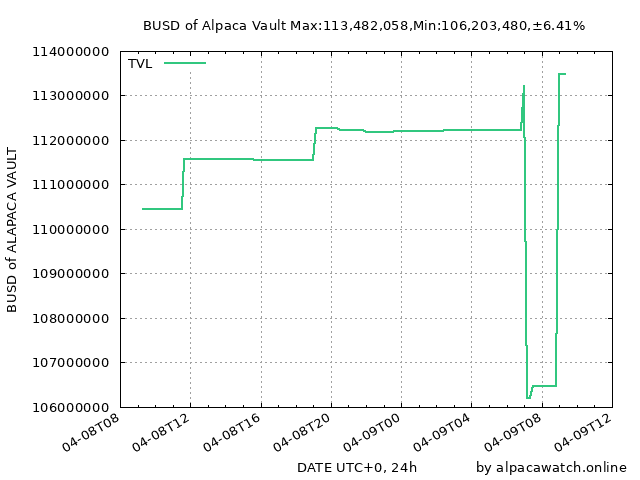 BUSD of Alpaca Vault Max:113,482,058,Min:106,203,480,±6.41%
TVL
114000000
113000000
112000000
111000000
110000000
109000000
108000000
107000000
106000000
BUSD of ALAPACA VAULT
04-08T08
04-08T12
04-08T16
04-08T20
04-09T00
04-09T04
04-09T08
04-09T12
DATE UTC+0, 24h
by alpacawatch.online